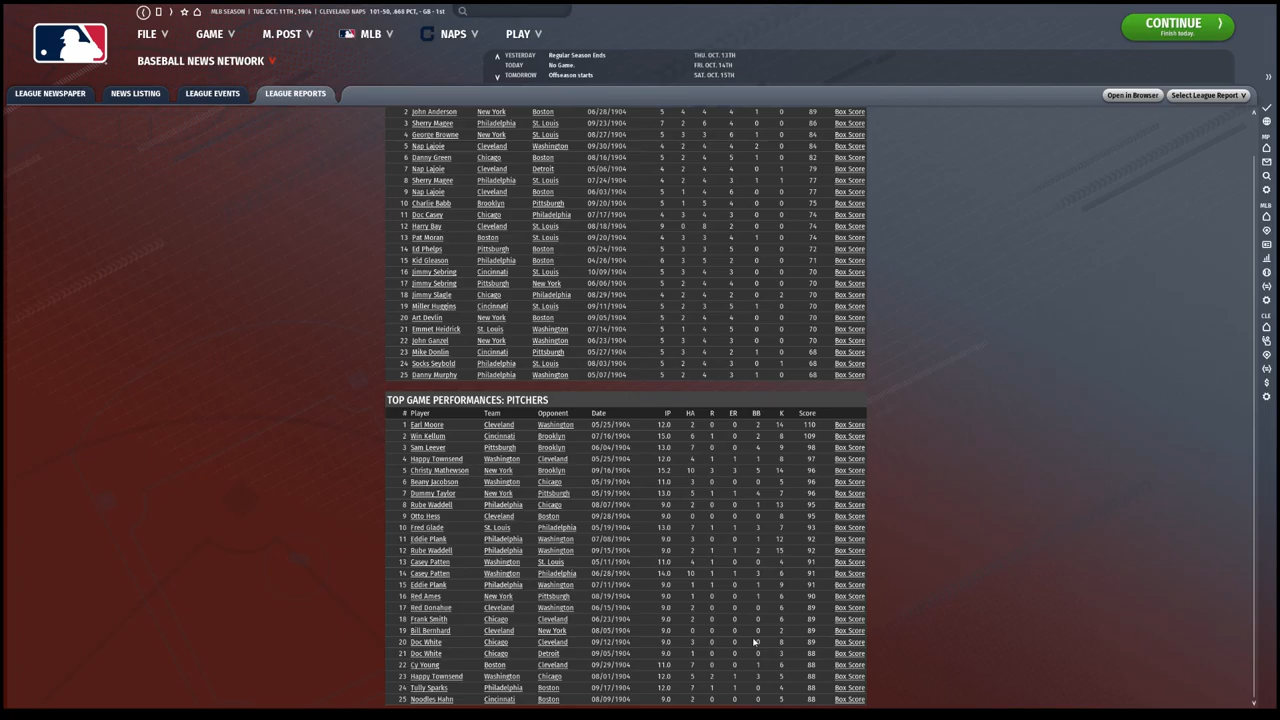 MLB SEASON | TUE. OCT. 11TH, 1904 | CLEVELAND NAPS 101-50, .668 PCT, - GB - 1st
FILE GAME M. POST MLB NAPS PLAY
CONTINUE
Finish today.
BASEBALL NEWS NETWORK
YESTERDAY Regular Season Ends THU. OCT. 13TH
TODAY No Game. FRI. OCT. 14TH
TOMORROW Offseason starts SAT. OCT. 15TH
LEAGUE NEWSPAPER NEWS LISTING LEAGUE EVENTS LEAGUE REPORTS Open in Browser Select League Report
2 John Anderson New York Boston 06/28/1904 5 4 4 4 1 0 89 Box Score
3 Sherry Magee Philadelphia St. Louis 09/23/1904 7 2 6 4 0 0 86 Box Score
4 George Browne New York St. Louis 08/27/1904 5 3 3 6 1 0 84 Box Score
5 Nap Lajoie Cleveland Washington 09/30/1904 4 2 4 4 2 0 84 Box Score
6 Danny Green Chicago Boston 08/16/1904 5 2 4 5 1 0 82 Box Score
7 Nap Lajoie Cleveland Detroit 05/06/1904 4 2 4 4 0 1 79 Box Score
8 Sherry Magee Philadelphia St. Louis 07/24/1904 4 2 4 3 1 1 77 Box Score
9 Nap Lajoie Cleveland Boston 06/03/1904 5 1 4 6 0 0 77 Box Score
10 Charlie Babb Brooklyn Pittsburgh 09/20/1904 5 1 5 4 0 0 75 Box Score
11 Doc Casey Chicago Philadelphia 07/17/1904 4 3 4 3 0 0 74 Box Score
12 Harry Bay Cleveland St. Louis 08/18/1904 9 0 8 2 0 0 74 Box Score
13 Pat Moran Boston St. Louis 09/20/1904 4 3 3 4 1 0 74 Box Score
14 Ed Phelps Pittsburgh Boston 05/24/1904 5 3 3 5 0 0 72 Box Score
15 Kid Gleason Philadelphia Boston 04/26/1904 6 3 5 2 0 0 71 Box Score
16 Jimmy Sebring Cincinnati St. Louis 10/09/1904 5 3 4 3 0 0 70 Box Score
17 Jimmy Sebring Pittsburgh New York 06/06/1904 5 2 4 4 0 0 70 Box Score
18 Jimmy Slagle Chicago Philadelphia 08/29/1904 4 2 4 2 0 2 70 Box Score
19 Miller Huggins Cincinnati St. Louis 09/11/1904 5 2 3 5 1 0 70 Box Score
20 Art Devlin New York Boston 09/05/1904 5 2 4 4 0 0 70 Box Score
21 Emmet Heidrick St. Louis Washington 07/14/1904 5 1 4 5 0 0 70 Box Score
22 John Ganzel New York Washington 06/23/1904 5 3 4 3 0 0 70 Box Score
23 Mike Donlin Cincinnati Pittsburgh 05/27/1904 5 3 4 2 1 0 68 Box Score
24 Socks Seybold Philadelphia St. Louis 08/03/1904 5 2 4 3 0 1 68 Box Score
25 Danny Murphy Philadelphia Washington 05/07/1904 5 2 4 3 1 0 68 Box Score
TOP GAME PERFORMANCES: PITCHERS
# Player Team Opponent Date IP HA R ER BB K Score
1 Earl Moore Cleveland Washington 05/25/1904 12.0 2 0 0 2 14 110 Box Score
2 Win Kellum Cincinnati Brooklyn 07/16/1904 15.0 6 1 0 2 8 109 Box Score
3 Sam Leever Pittsburgh Brooklyn 06/04/1904 13.0 7 0 0 4 9 98 Box Score
4 Happy Townsend Washington Cleveland 05/25/1904 12.0 4 1 1 1 8 97 Box Score
5 Christy Mathewson New York Brooklyn 09/16/1904 15.2 10 3 3 5 14 96 Box Score
6 Beany Jacobson Washington Chicago 05/19/1904 11.0 3 0 0 0 5 96 Box Score
7 Dummy Taylor New York Pittsburgh 05/19/1904 13.0 5 1 1 4 7 96 Box Score
8 Rube Waddell Philadelphia Chicago 08/07/1904 9.0 2 0 0 1 13 95 Box Score
9 Otto Hess Cleveland Boston 09/28/1904 9.0 0 0 0 0 8 95 Box Score
10 Fred Glade St. Louis Philadelphia 05/19/1904 13.0 7 1 1 3 7 93 Box Score
11 Eddie Plank Philadelphia Washington 07/08/1904 9.0 3 0 0 1 12 92 Box Score
12 Rube Waddell Philadelphia Washington 09/15/1904 9.0 2 1 1 2 15 92 Box Score
13 Casey Patten Washington St. Louis 05/11/1904 11.0 4 1 0 0 4 91 Box Score
14 Casey Patten Washington Philadelphia 06/28/1904 14.0 10 1 1 3 6 91 Box Score
15 Eddie Plank Philadelphia Washington 07/11/1904 9.0 1 1 0 1 9 91 Box Score
16 Red Ames New York Pittsburgh 08/19/1904 9.0 1 0 0 1 6 90 Box Score
17 Red Donahue Cleveland Washington 06/15/1904 9.0 2 0 0 0 6 89 Box Score
18 Frank Smith Chicago Cleveland 06/23/1904 9.0 2 0 0 0 6 89 Box Score
19 Bill Bernhard Cleveland New York 08/05/1904 9.0 0 0 0 0 2 89 Box Score
20 Doc White Chicago Cleveland 09/12/1904 9.0 3 0 0 8 89 Box Score
21 Doc White Chicago Detroit 09/05/1904 9.0 1 0 0 0 3 88 Box Score
22 Cy Young Boston Cleveland 09/29/1904 11.0 7 0 0 1 6 88 Box Score
23 Happy Townsend Washington Chicago 08/01/1904 12.0 5 2 1 3 5 88 Box Score
24 Tully Sparks Philadelphia Boston 09/17/1904 12.0 7 1 1 0 4 88 Box Score
25 Noodles Hahn Cincinnati Boston 08/09/1904 9.0 2 0 0 0 5 88 Box Score
MP
MLB
CLE